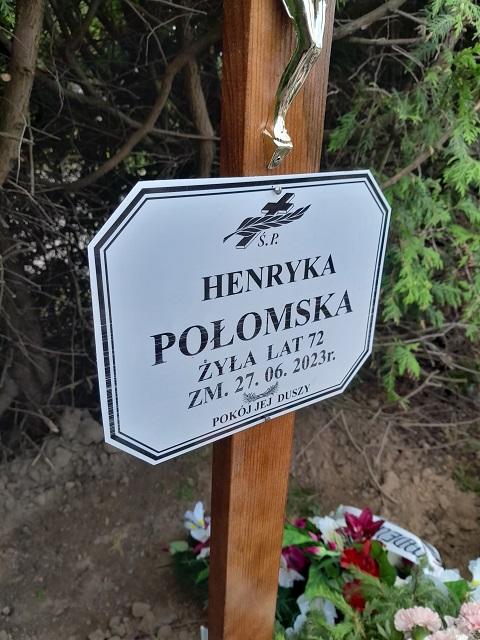 Ś.P.
HENRYKA
POŁOMSKA
ŻYŁA LAT 72
ZM. 27. 06. 2023r.
POKÓJ JEJ DUSZY